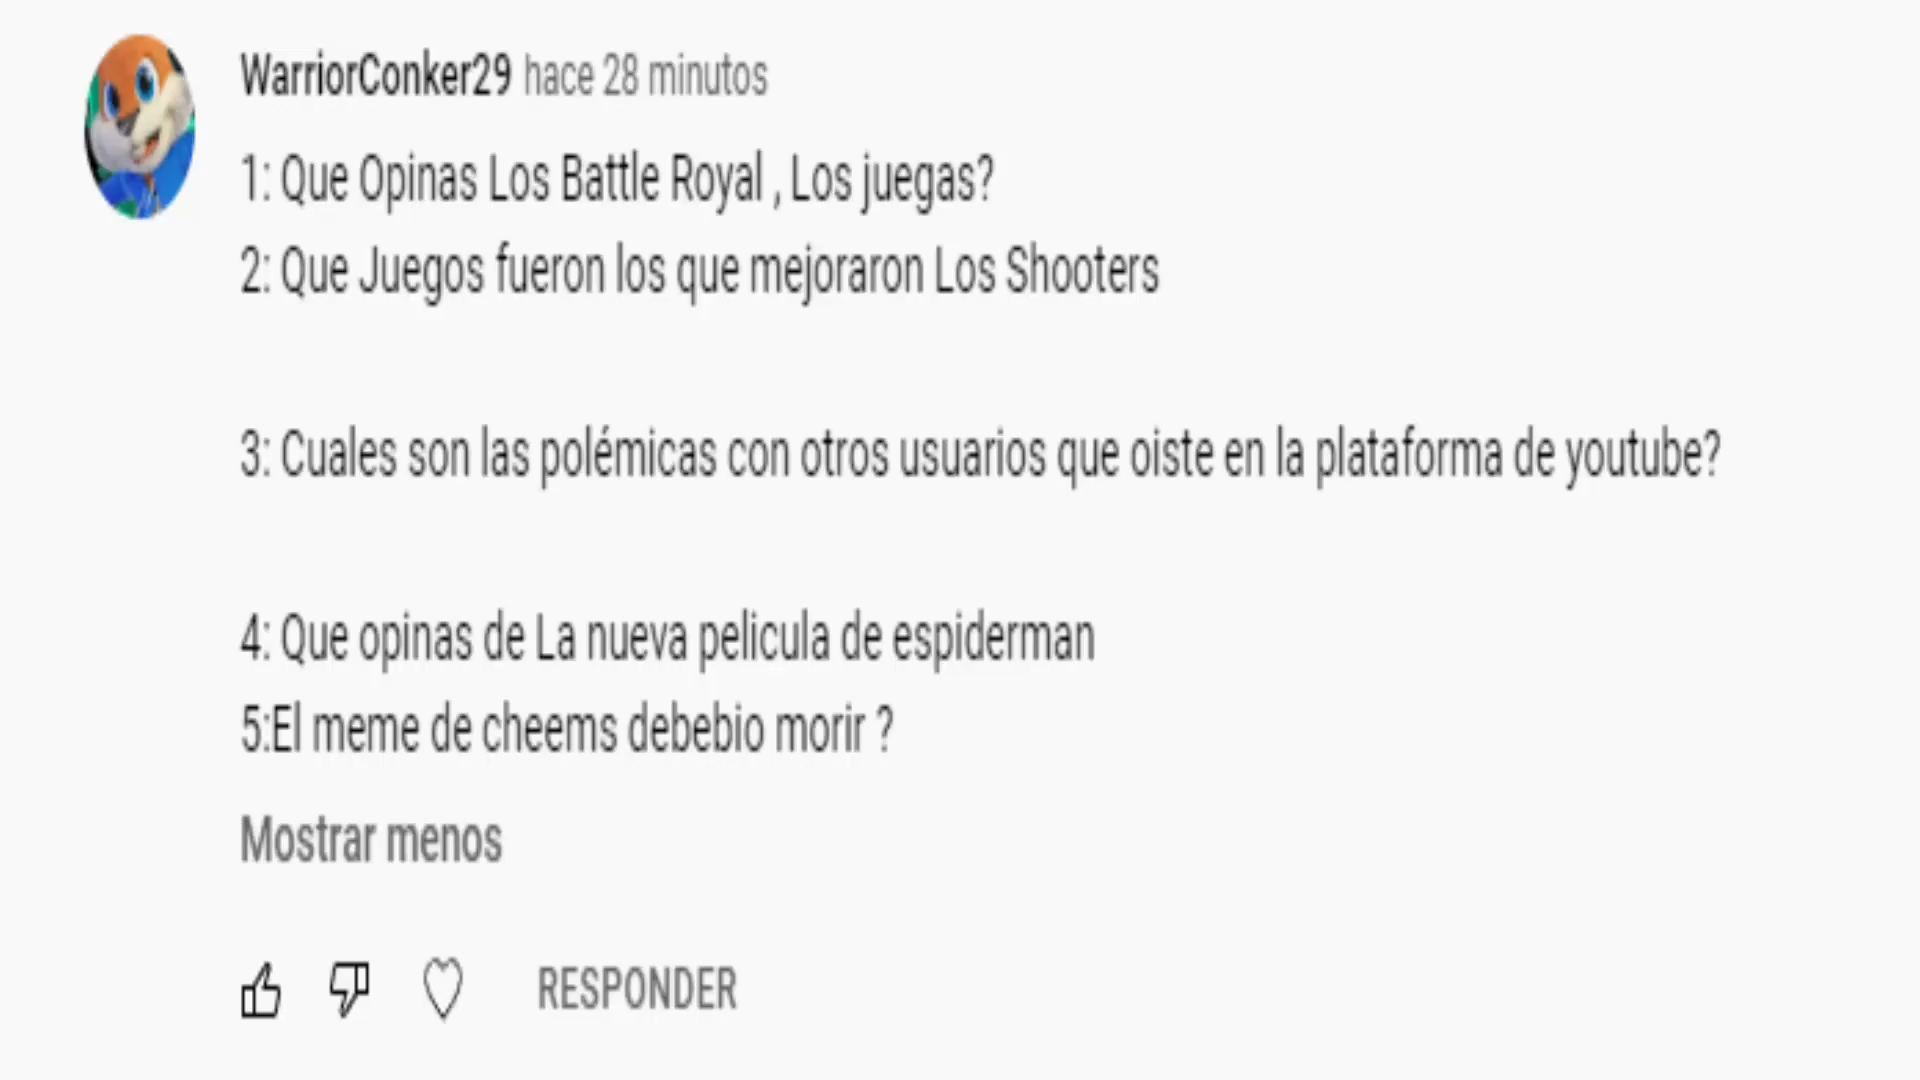 WarriorConker29 hace 28 minutos
1: Que Opinas Los Battle Royal , Los juegas?
2: Que Juegos fueron los que mejoraron Los Shooters
3: Cuales son las polémicas con otros usuarios que oiste en la plataforma de youtube?
4: Que opinas de La nueva pelicula de espiderman
5:El meme de cheems debebio morir ?
Mostrar menos
RESPONDER